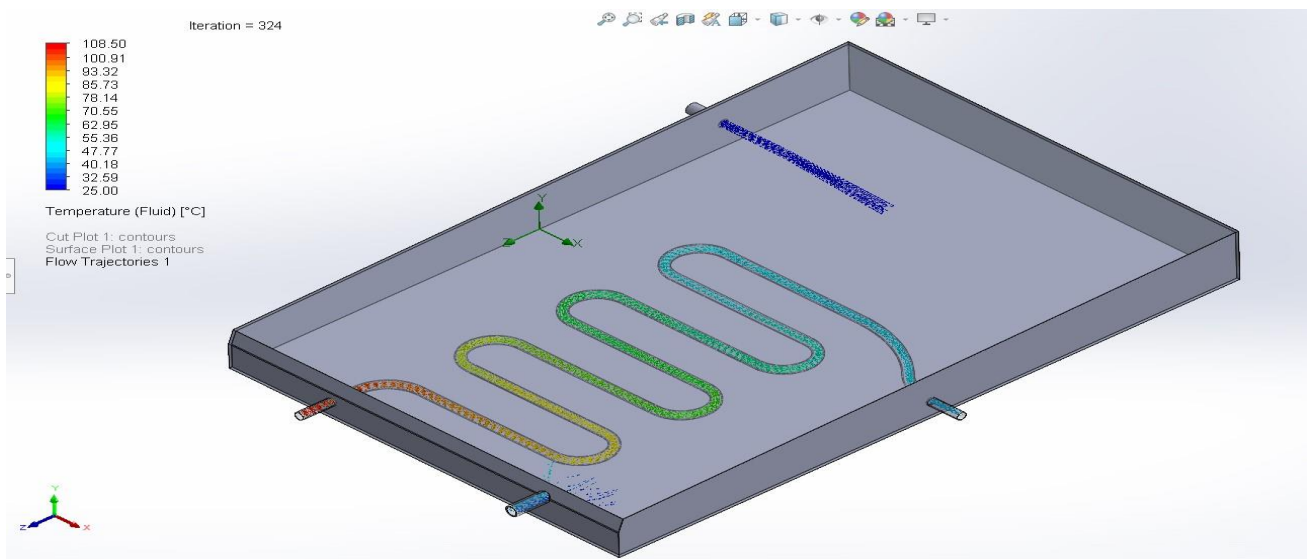 Iteration = 324
108.50
100.91
93.32
85.73
78.14
70.55
62.95
55.36
47.77
40.18
32.59
25.00
Temperature (Fluid) [°C]
Cut Plot 1: contours
Surface Plot 1: contours
Flow Trajectories 1
Y
Z
X
Y
Z
X